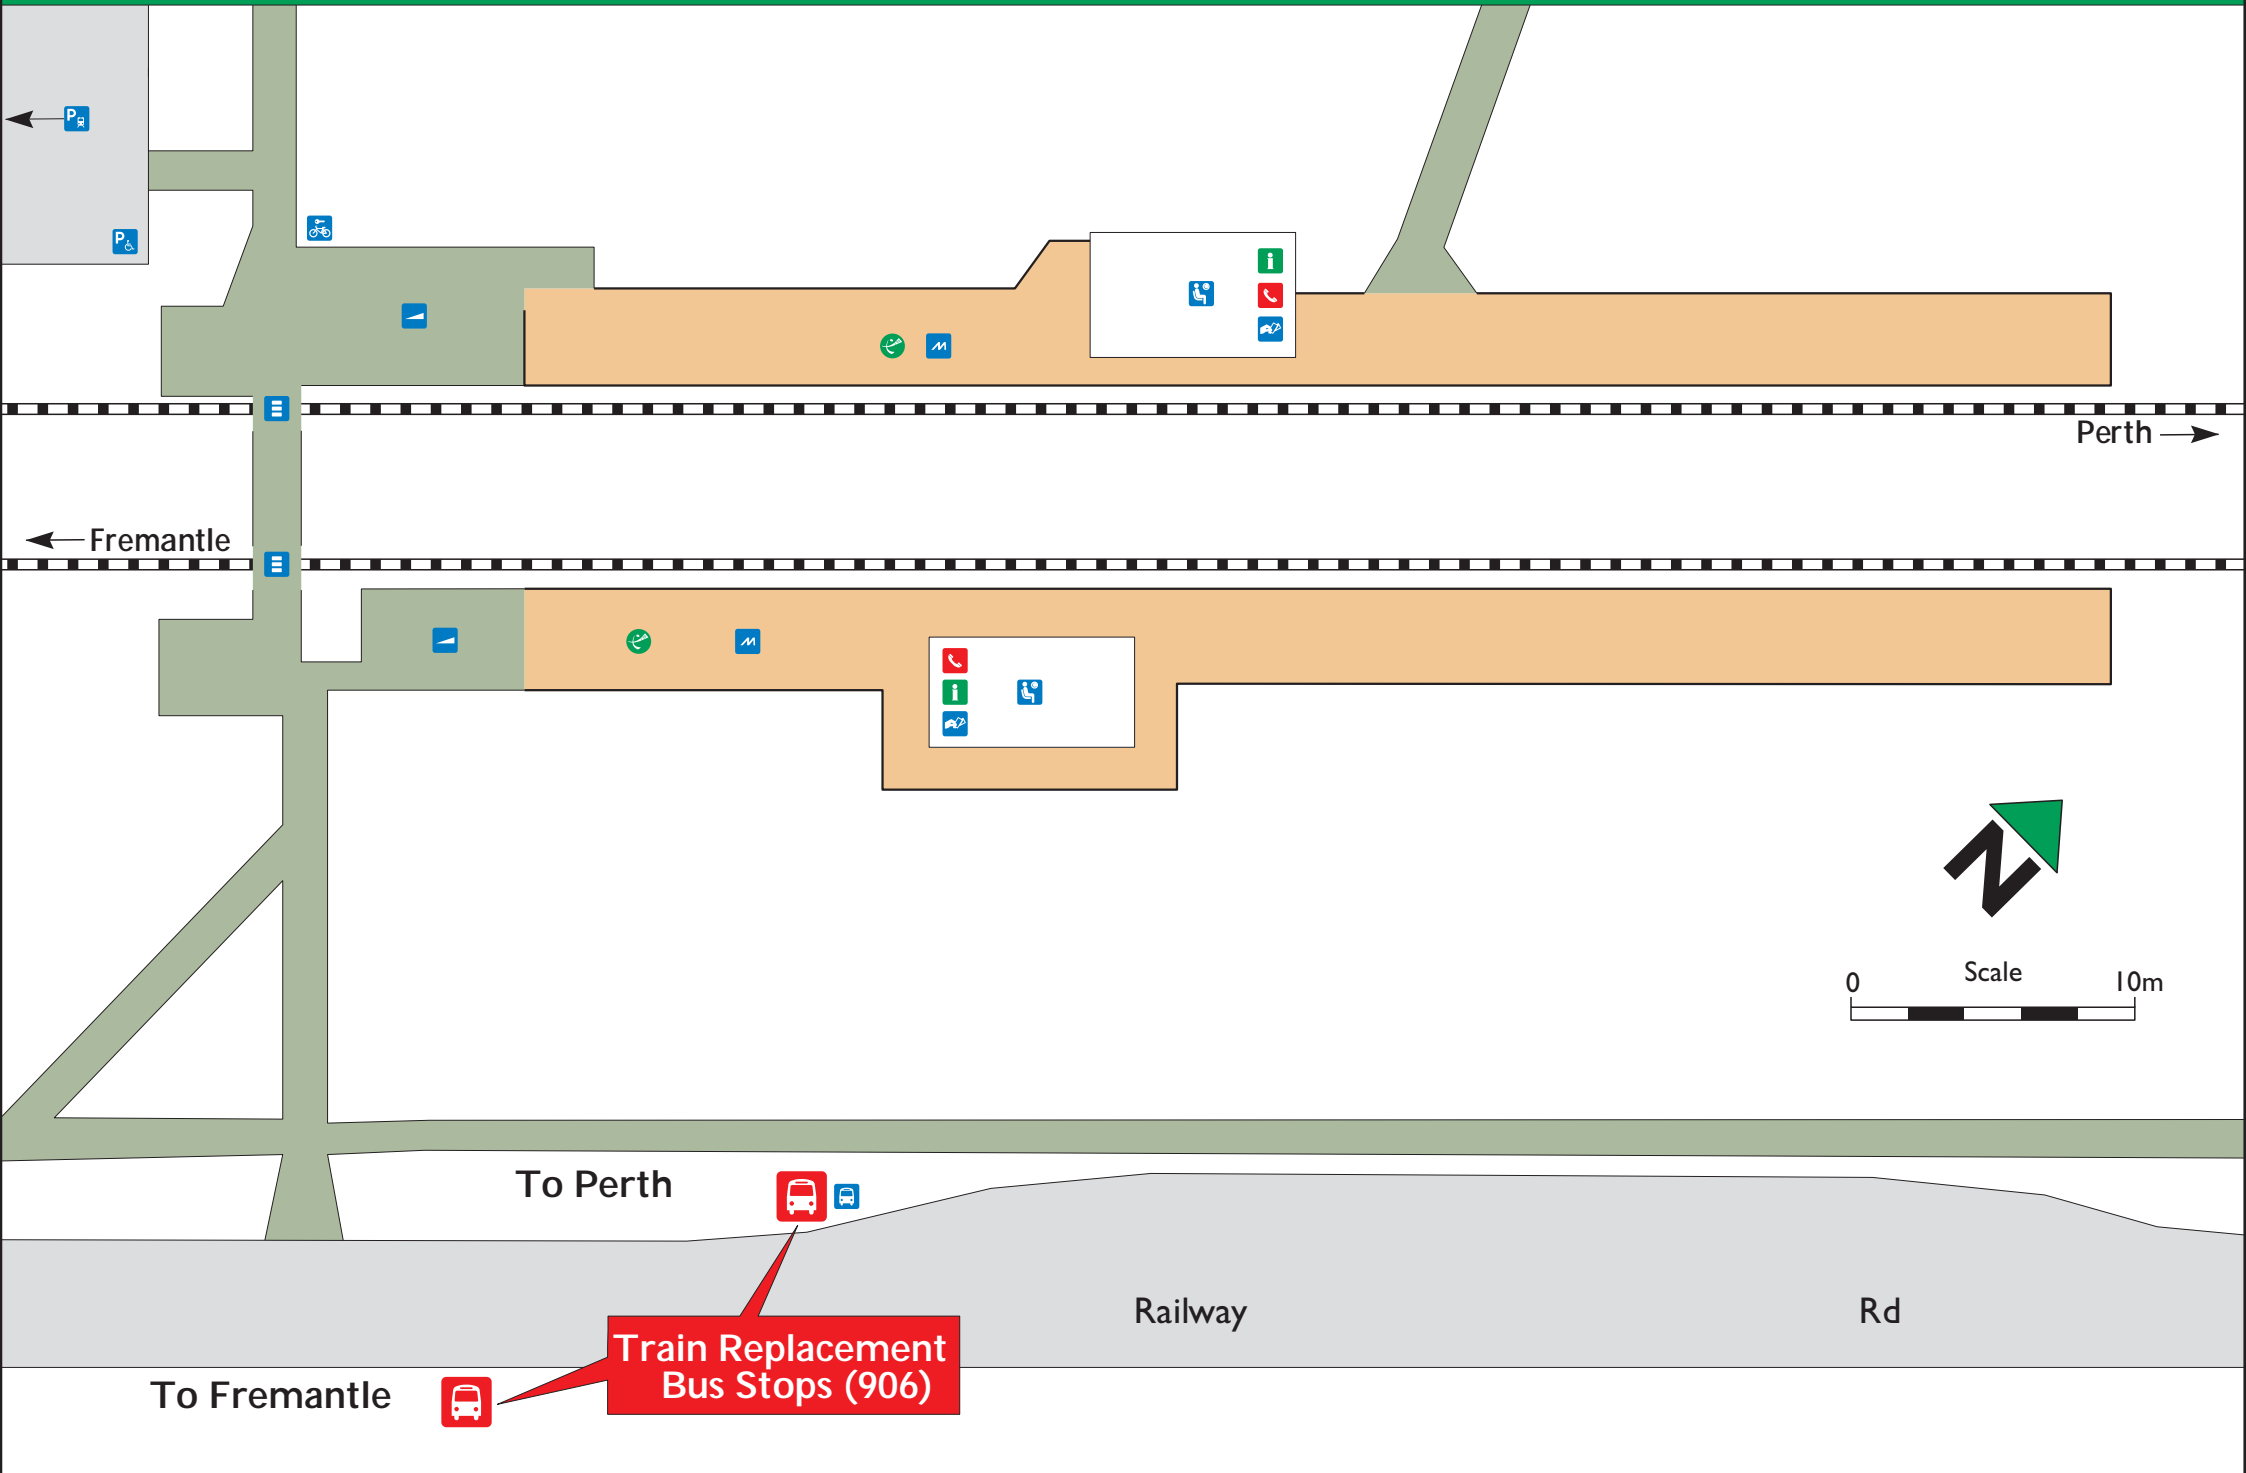 P
P
i
Perth
Fremantle
i
N
0 Scale 10m
To Perth
Railway Rd
Train Replacement
Bus Stops (906)
To Fremantle